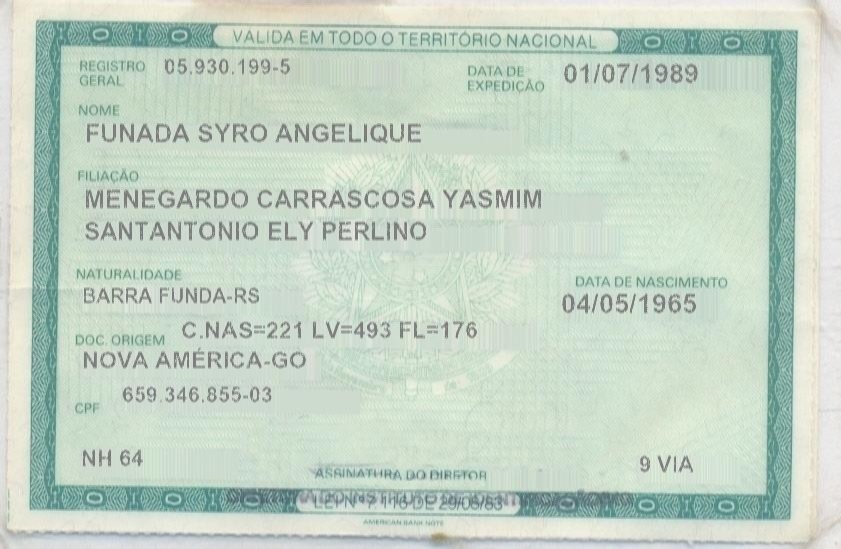 VÁLIDA EM TODO O TERRITÓRIO NACIONAL
REGISTRO GERAL 05.930.199-5 DATA DE EXPEDIÇÃO 01/07/1989
NOME
FUNADA SYRO ANGELIQUE
FILIAÇÃO
MENEGARDO CARRASCOSA YASMIM
SANTANTONIO ELY PERLINO
NATURALIDADE DATA DE NASCIMENTO
BARRA FUNDA-RS 04/05/1965
DOC. ORIGEM C.NAS=221 LV=493 FL=176
NOVA AMÉRICA-GO
CPF 659.346.855-03
NH 64 9 VIA
ASSINATURA DO DIRETOR
LEI Nº 7.116 DE 29/08/83
AMERICAN BANK NOTE